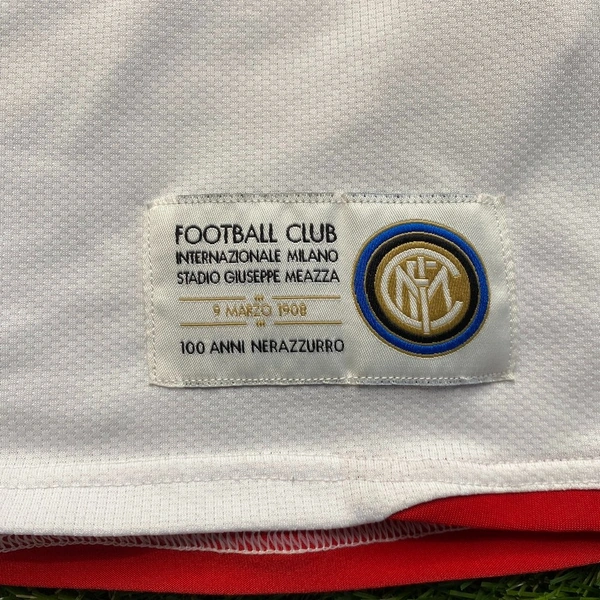 FOOTBALL CLUB
INTERNAZIONALE MILANO
STADIO GIUSEPPE MEAZZA
9 MARZO 1908
100 ANNI NERAZZURRO
FCIM